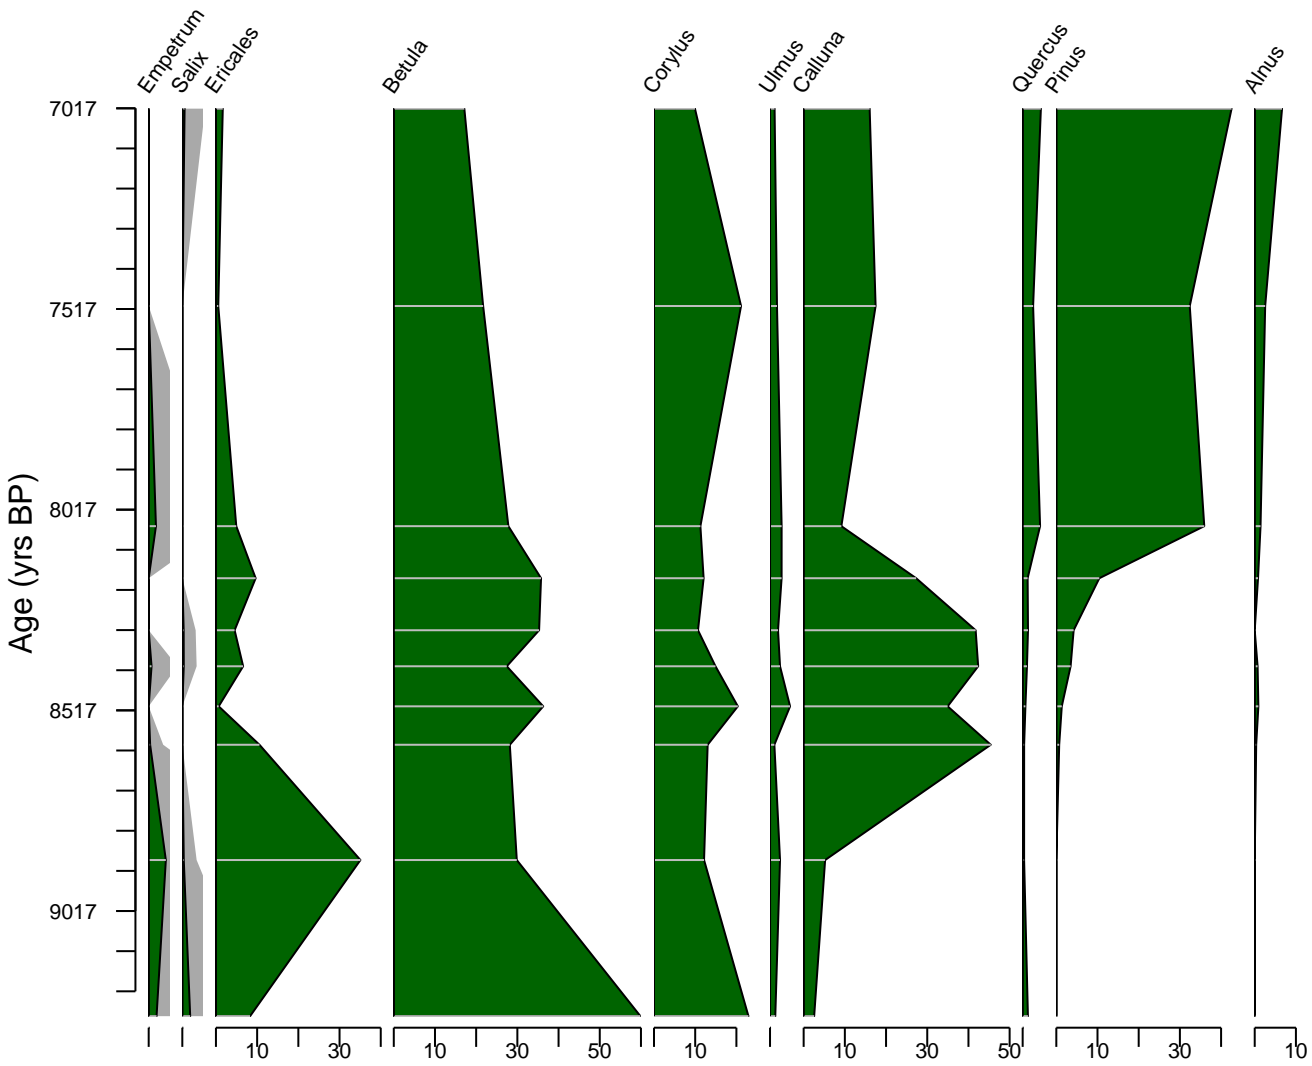 Empetrum
Salix
Ericales
Betula
Corylus
Ulmus
Calluna
Quercus
Pinus
Alnus
Age (yrs BP)
7017
7517
8017
8517
9017
10 30
10 30 50
10
10 30 50
10 30
10